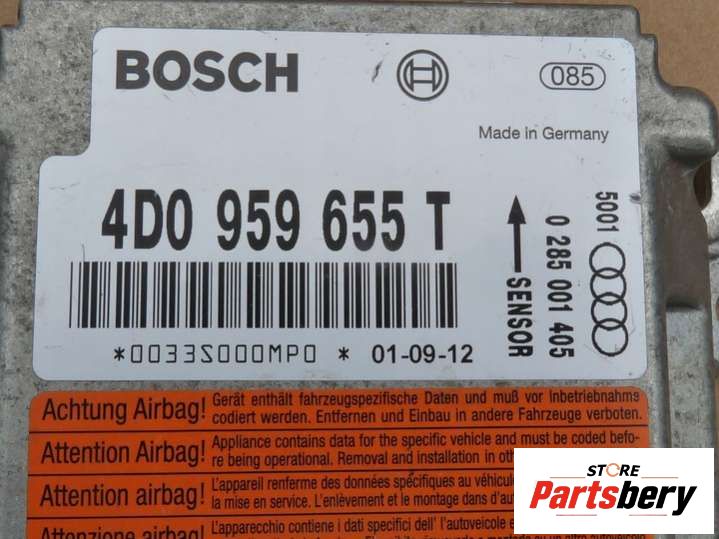 BOSCH
085
Made in Germany
4D0 959 655 T
SENSOR
0 285 001 405
5001
*0033S000MP0 * 01-09-12
Achtung Airbag! Gerät enthält fahrzeugspezifische Daten und muß vor Inbetriebnahme
codiert werden. Entfernen und Einbau in andere Fahrzeuge verboten.
Attention Airbag! Appliance contains data for the specific vehicle and must be coded befo-
re being operational. Removal and installation in
Attention airbag! L'appareil renferme des données spécifiques au véhicule
la mise en service. L'enlèvement et le montage dans
Attenzione airbag! L'apparecchio contiene i dati specifici dell' l'autoveicolo e
STORE
Partsbery